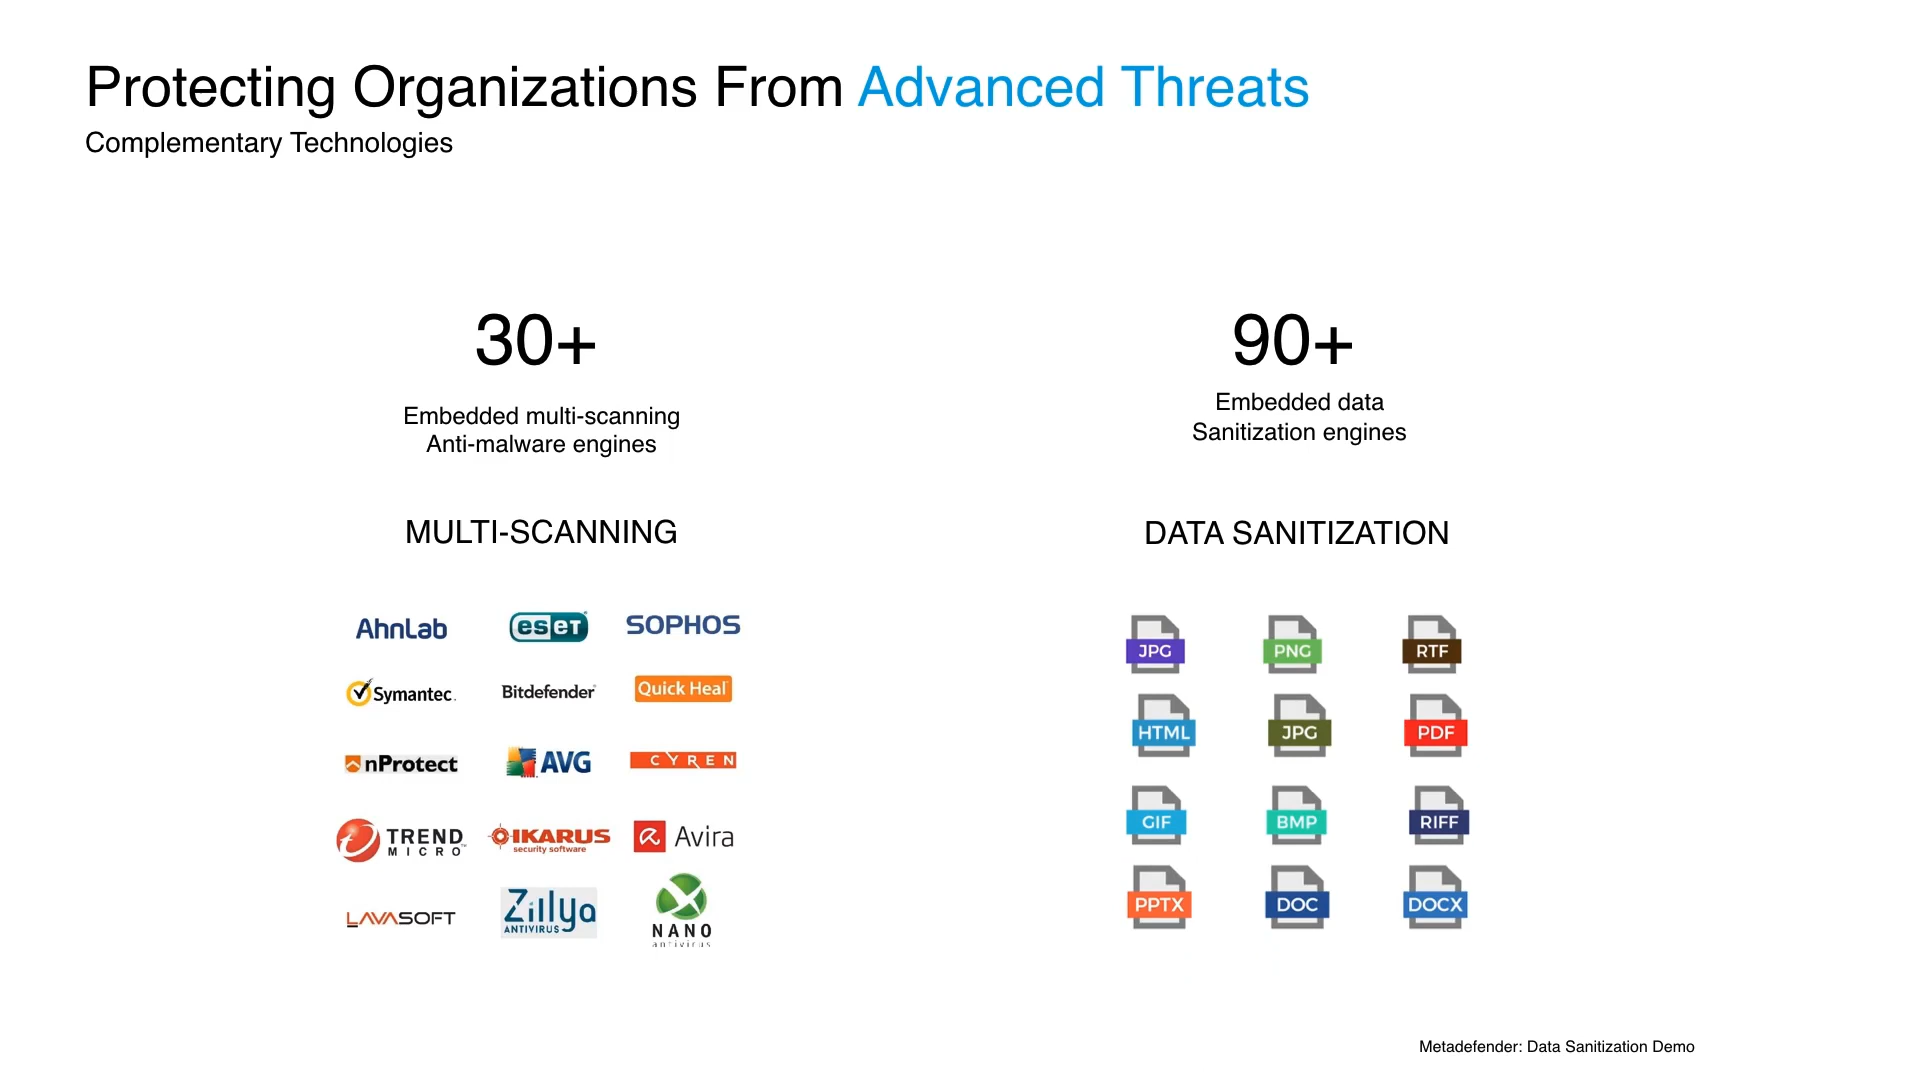 Protecting Organizations From Advanced Threats
Complementary Technologies
30+
Embedded multi-scanning
Anti-malware engines
MULTI-SCANNING
AhnLab
eseT
SOPHOS
Symantec.
Bitdefender
Quick Heal
nProtect
AVG
CYREN
TREND
MICRO
IKARUS
security software
Avira
LAVASOFT
Zillya
ANTIVIRUS
NANO
antivirus
90+
Embedded data
Sanitization engines
DATA SANITIZATION
JPG
PNG
RTF
HTML
JPG
PDF
GIF
BMP
RIFF
PPTX
DOC
DOCX
Metadefender: Data Sanitization Demo